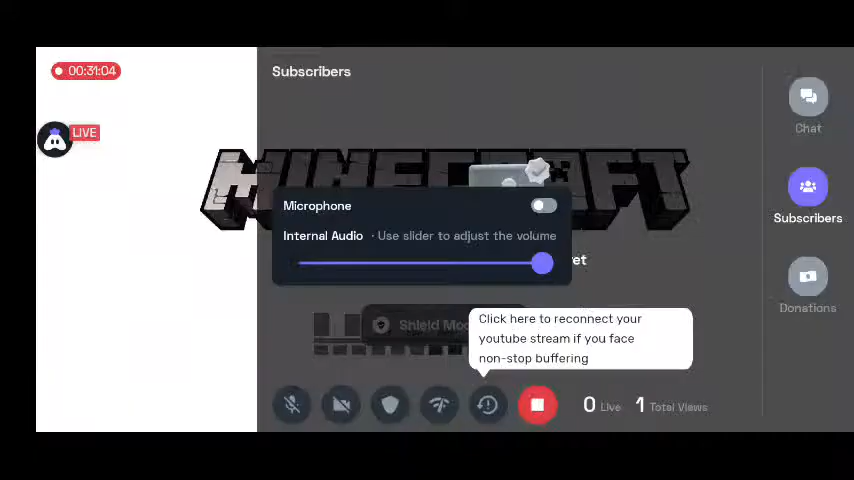 00:31:04
Subscribers
LIVE
Chat
MINECRAFT
Microphone
Subscribers
Internal Audio · Use slider to adjust the volume
Donations
Click here to reconnect your
youtube stream if you face
non-stop buffering
0 Live 1 Total Views
Shield